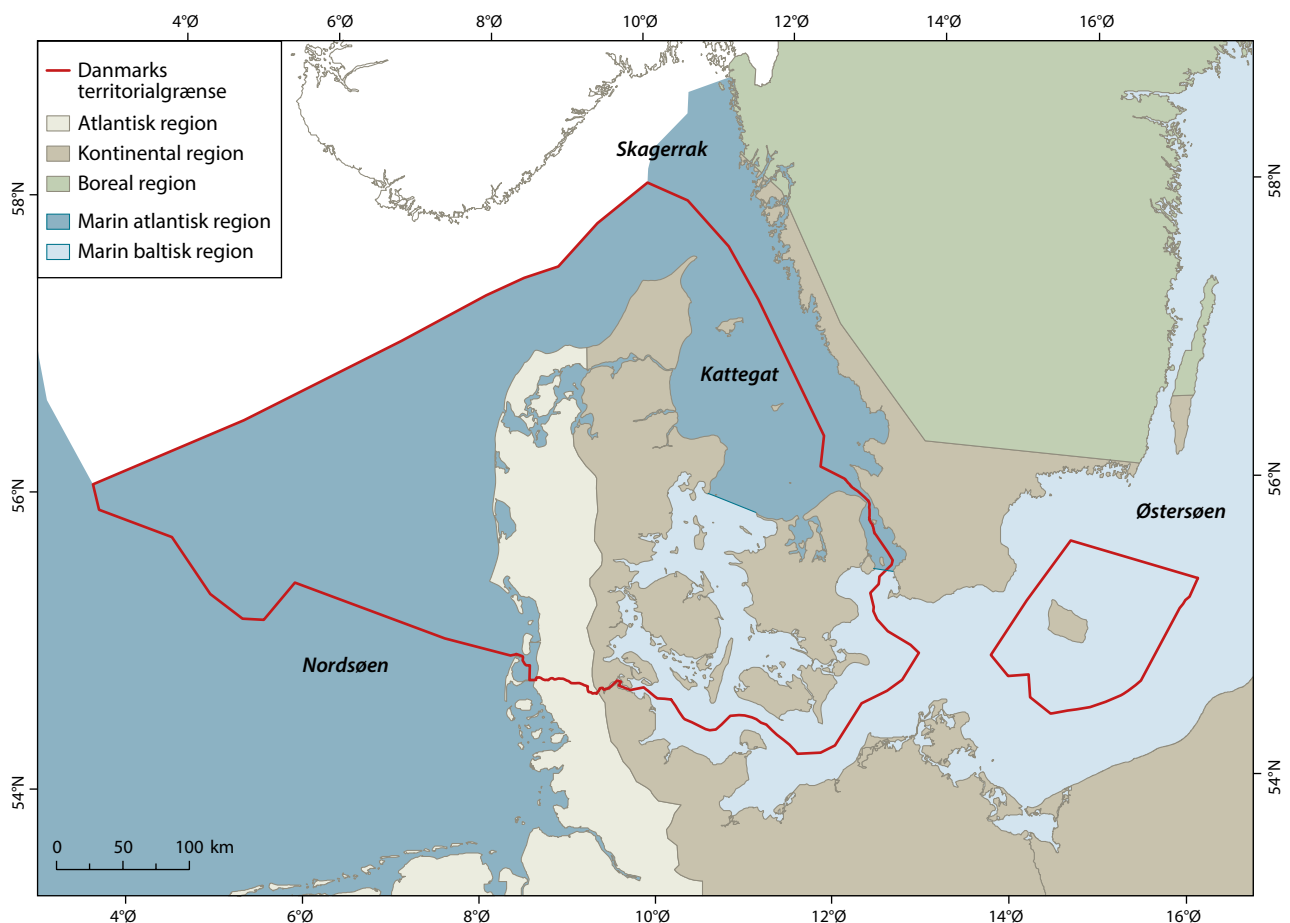 4°Ø 6°Ø 8°Ø 10°Ø 12°Ø 14°Ø 16°Ø
Danmarks
territorialgrænse
Atlantisk region
Kontinental region
Boreal region
Marin atlantisk region
Marin baltisk region
Skagerrak
58°N 58°N
Kattegat
56°N 56°N
Østersøen
Nordsøen
54°N 54°N
0 50 100 km
4°Ø 6°Ø 8°Ø 10°Ø 12°Ø 14°Ø 16°Ø